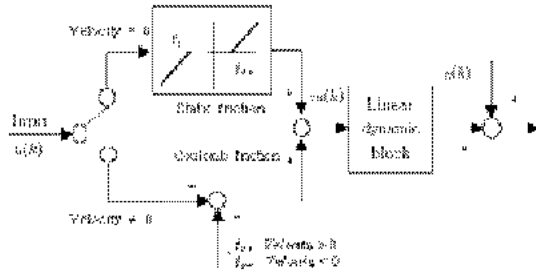 Velocity = 0
Static friction
Input
u(k)
Linear
dynamic
block
Coulomb friction
Velocity ≠ 0
Velocity > 0
Velocity < 0